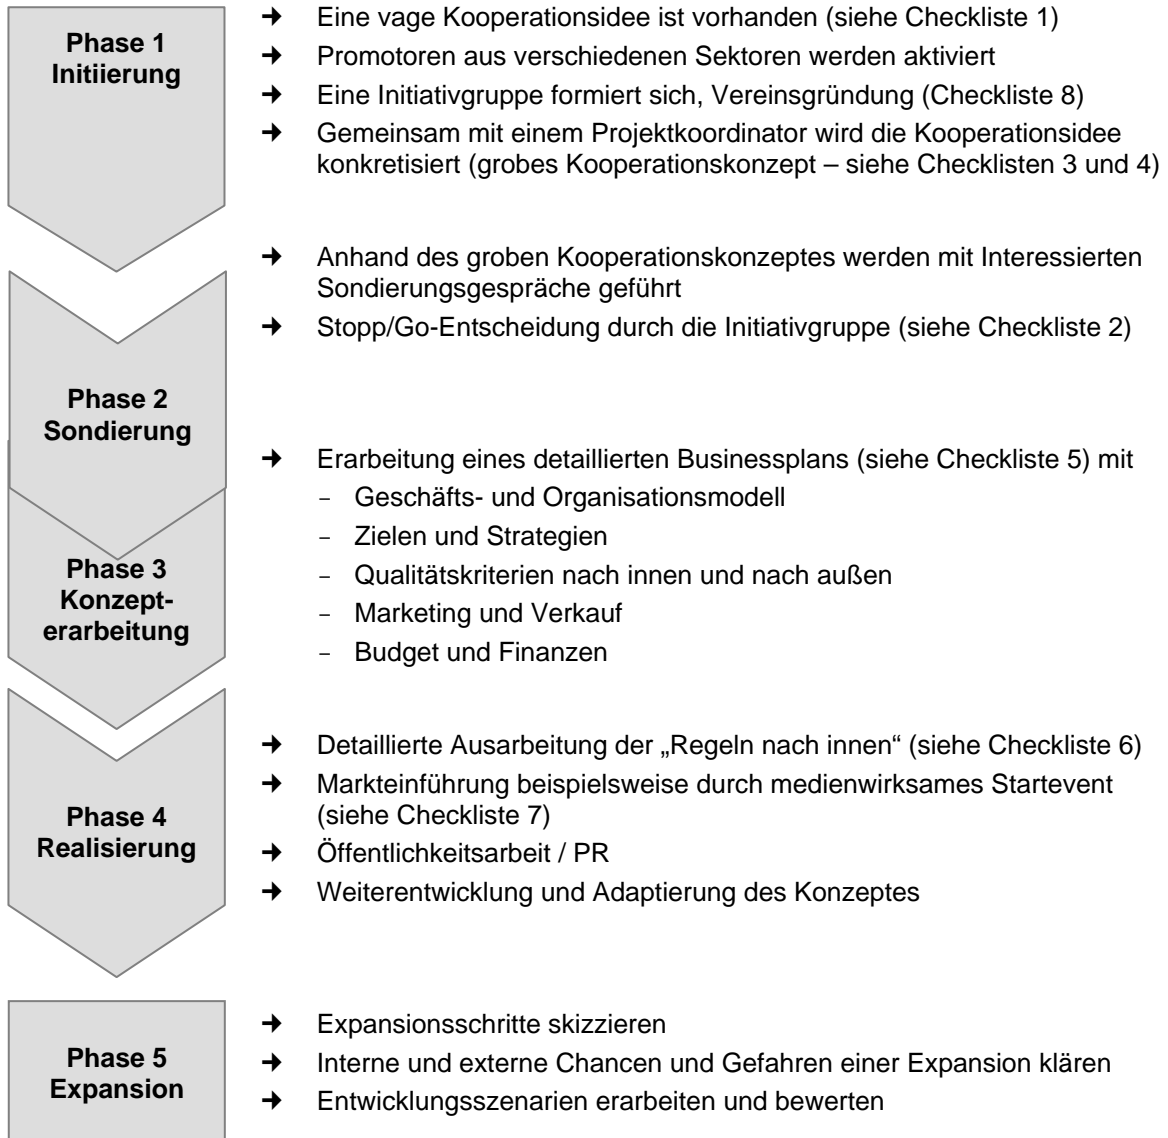 Phase 1
Initiierung
➜ Eine vage Kooperationsidee ist vorhanden (siehe Checkliste 1)
➜ Promotoren aus verschiedenen Sektoren werden aktiviert
➜ Eine Initiativgruppe formiert sich, Vereinsgründung (Checkliste 8)
➜ Gemeinsam mit einem Projektkoordinator wird die Kooperationsidee
konkretisiert (grobes Kooperationskonzept – siehe Checklisten 3 und 4)
Phase 2
Sondierung
➜ Anhand des groben Kooperationskonzeptes werden mit Interessierten
Sondierungsgespräche geführt
➜ Stopp/Go-Entscheidung durch die Initiativgruppe (siehe Checkliste 2)
Phase 3
Konzept-
erarbeitung
➜ Erarbeitung eines detaillierten Businessplans (siehe Checkliste 5) mit
- Geschäfts- und Organisationsmodell
- Zielen und Strategien
- Qualitätskriterien nach innen und nach außen
- Marketing und Verkauf
- Budget und Finanzen
Phase 4
Realisierung
➜ Detaillierte Ausarbeitung der „Regeln nach innen“ (siehe Checkliste 6)
➜ Markteinführung beispielsweise durch medienwirksames Startevent
(siehe Checkliste 7)
➜ Öffentlichkeitsarbeit / PR
➜ Weiterentwicklung und Adaptierung des Konzeptes
Phase 5
Expansion
➜ Expansionsschritte skizzieren
➜ Interne und externe Chancen und Gefahren einer Expansion klären
➜ Entwicklungsszenarien erarbeiten und bewerten